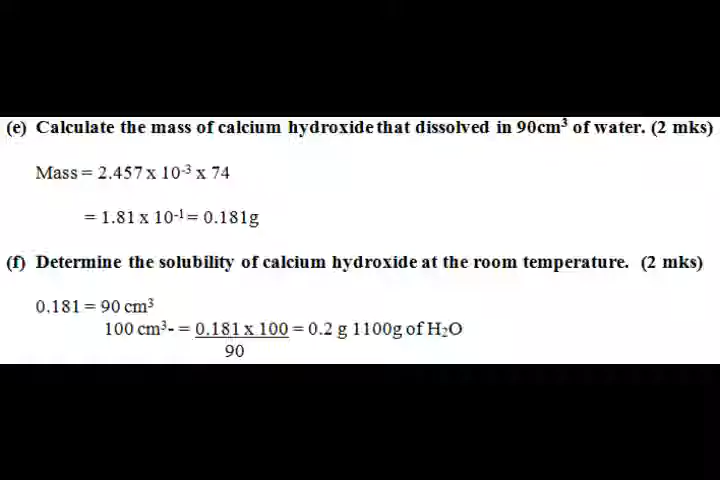 (e) Calculate the mass of calcium hydroxide that dissolved in 90cm³ of water. (2 mks)
Mass = 2.457 x 10⁻³ x 74
= 1.81 x 10⁻¹ = 0.181g
(f) Determine the solubility of calcium hydroxide at the room temperature. (2 mks)
0.181 = 90 cm³
100 cm³- = 0.181 x 100 = 0.2 g 1100g of H₂O
90